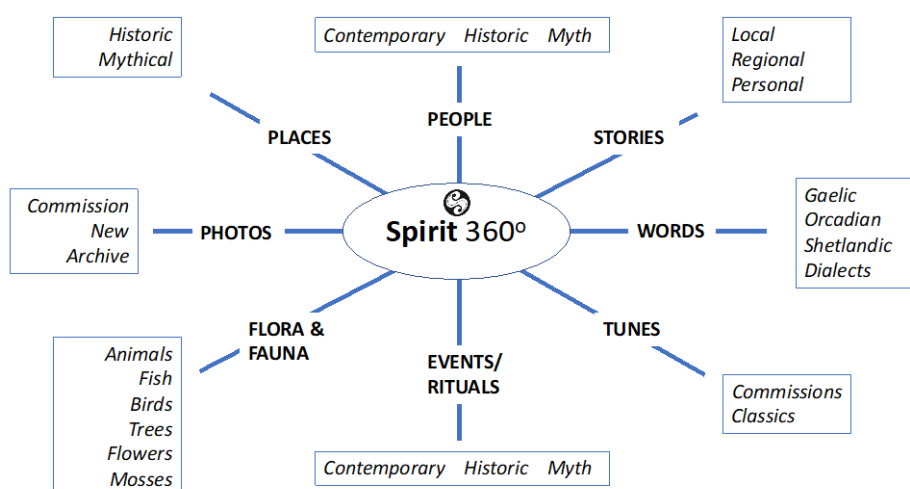 Historic
Mythical
Contemporary Historic Myth
Local
Regional
Personal
PLACES
PEOPLE
STORIES
Commission
New
Archive
PHOTOS
Spirit 360º
WORDS
Gaelic
Orcadian
Shetlandic
Dialects
FLORA &
FAUNA
EVENTS/
RITUALS
TUNES
Animals
Fish
Birds
Trees
Flowers
Mosses
Contemporary Historic Myth
Commissions
Classics